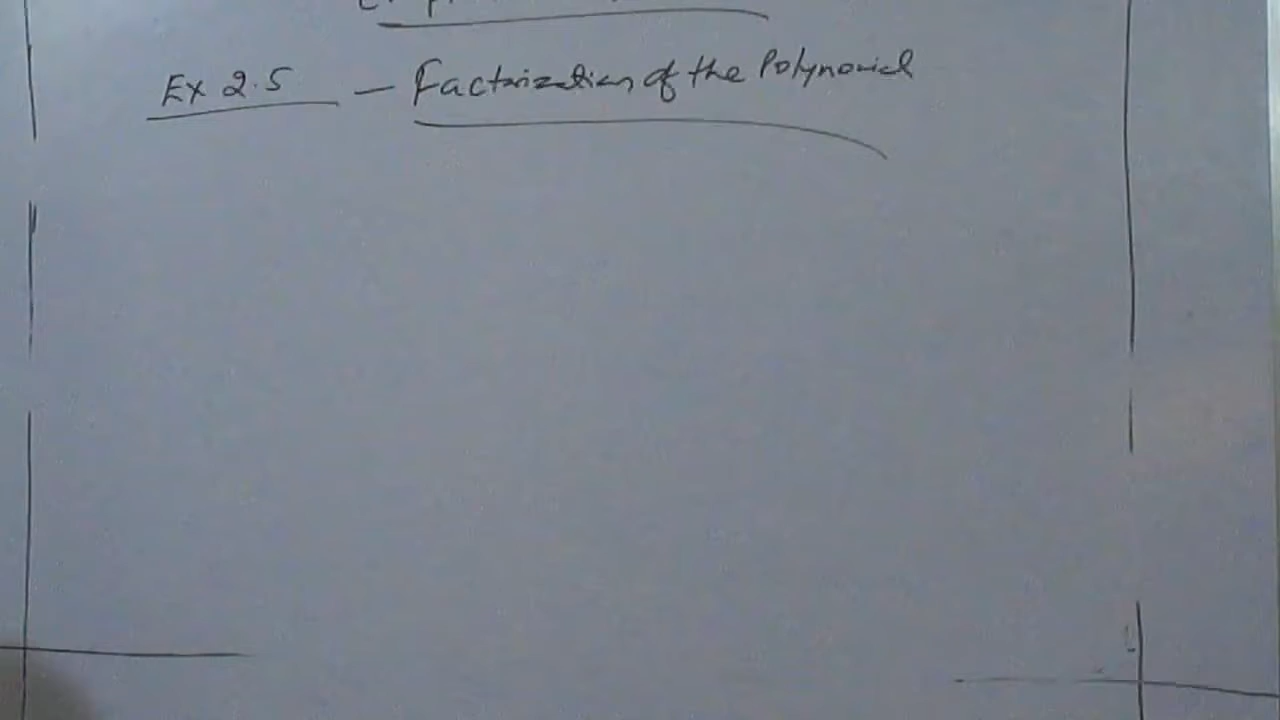 Ex 2.5 — Factorization of the Polynomial